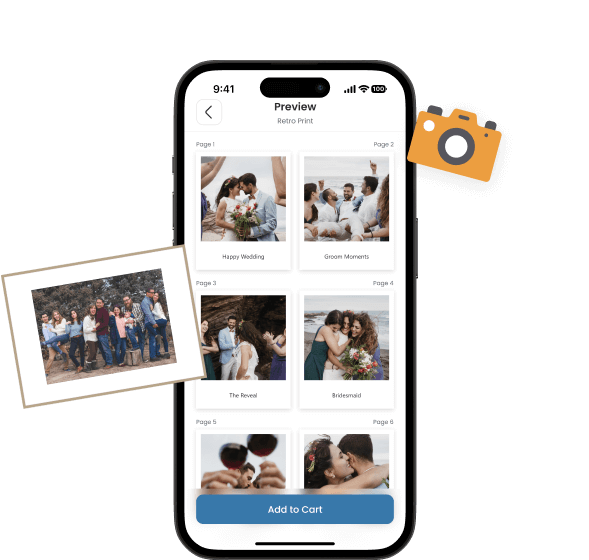 9:41
100
Preview
Retro Print
Page 1
Page 2
Happy Wedding
Groom Moments
Page 3
Page 4
The Reveal
Bridesmaid
Page 5
Page 6
Add to Cart